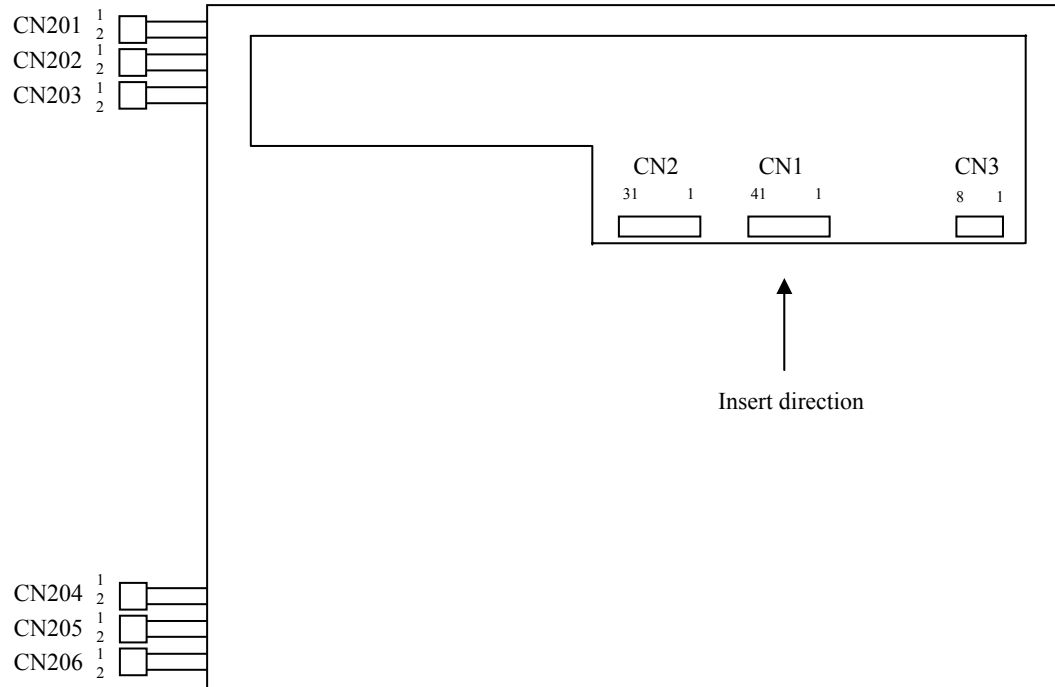 CN201 1
2
CN202 1
2
CN203 1
2
CN2 CN1 CN3
31 1 41 1 8 1
Insert direction
CN204 1
2
CN205 1
2
CN206 1
2